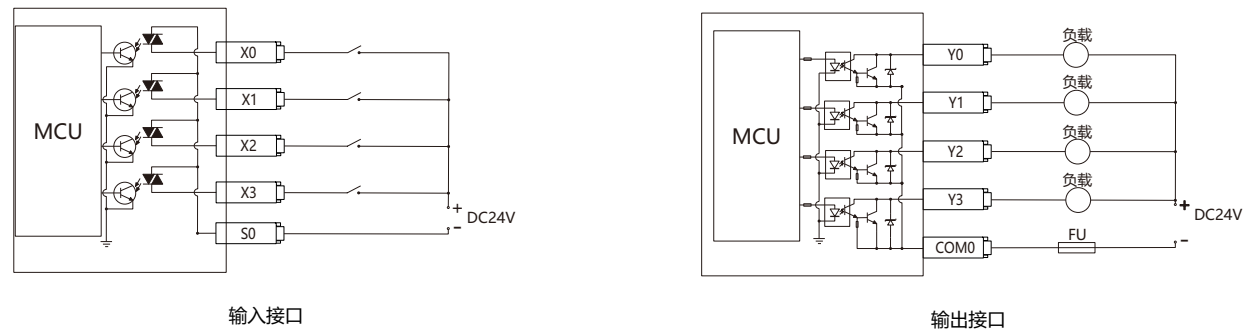 MCU
X0
X1
X2
X3
S0
+
DC24V
-
输入接口
MCU
Y0
Y1
Y2
Y3
COM0
负载
负载
负载
负载
FU
+
DC24V
-
输出接口